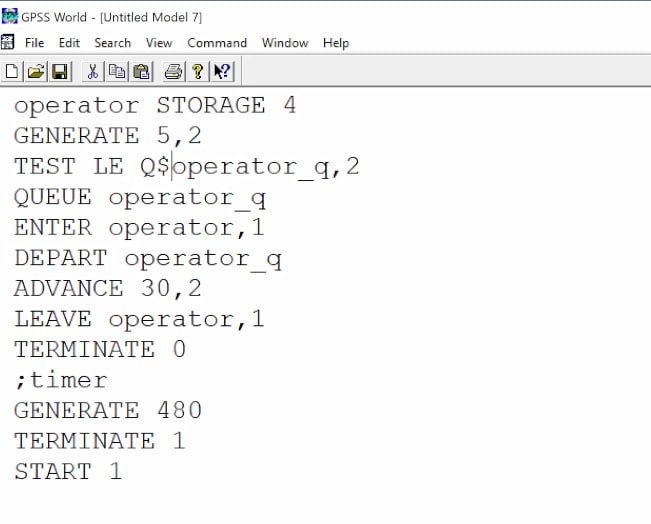 GPSS World - [Untitled Model 7]
File Edit Search View Command Window Help
operator STORAGE 4
GENERATE 5,2
TEST LE Q$operator_q,2
QUEUE operator_q
ENTER operator,1
DEPART operator_q
ADVANCE 30,2
LEAVE operator,1
TERMINATE 0
;timer
GENERATE 480
TERMINATE 1
START 1